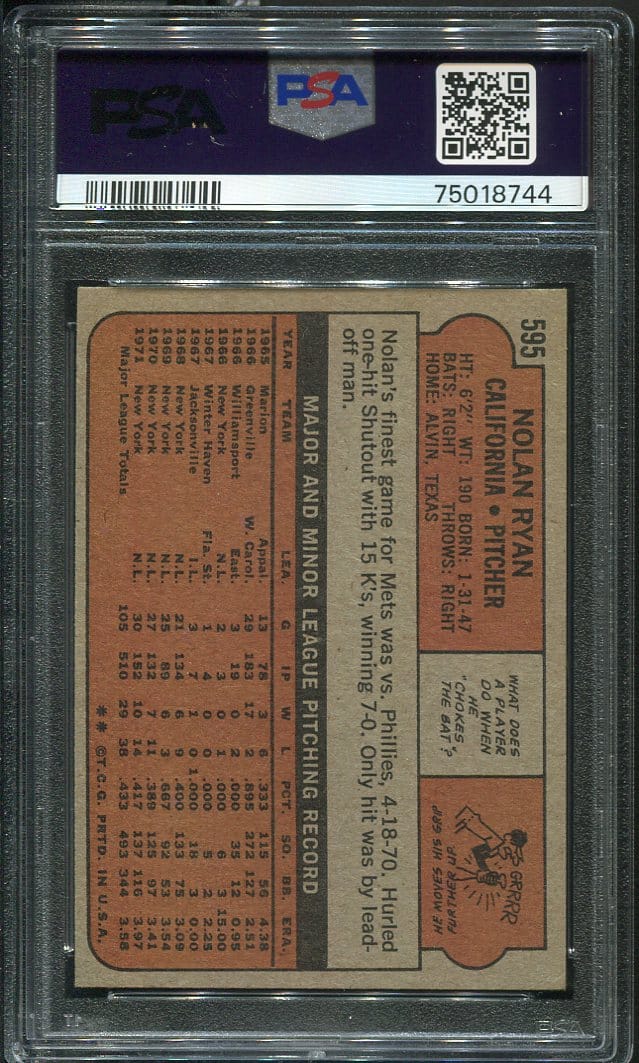 PSA
PSA
75018744
595
NOLAN RYAN
CALIFORNIA • PITCHER
HT: 6'2" WT: 190 BORN: 1-31-47
BATS: RIGHT THROWS: RIGHT
HOME: ALVIN, TEXAS
WHAT DOES
A PLAYER
DO WHEN
HE
"CHOKES"
THE BAT?
GRRRR
HE MOVES HIS GRIP
FURTHER UP
Nolan's finest game for Mets was vs. Phillies, 4-18-70. Hurled
one-hit Shutout with 15 K's, winning 7-0. Only hit was by lead-
off man.
MAJOR AND MINOR LEAGUE PITCHING RECORD
YEAR TEAM LEA. G IP W L PCT. SO. BB. ERA.
1965 Marion Appal. 13 78 3 6 .333 115 56 4.38
1966 Greenville W. Carol. 29 183 17 2 .895 272 127 2.51
1966 Williamsport East. 3 19 0 2 .000 35 12 0.95
1966 New York N.L. 2 3 0 1 .000 6 3 15.00
1967 Winter Haven Fla. St. 1 4 0 0 .000 5 2 2.25
1967 Jacksonville I.L. 3 7 1 0 1.000 18 3 0.00
1968 New York N.L. 21 134 6 9 .400 133 75 3.09
1969 New York N.L. 25 89 6 3 .667 92 53 3.54
1970 New York N.L. 27 132 7 11 .389 125 97 3.41
1971 New York N.L. 30 152 10 14 .417 137 116 3.97
Major League Totals 105 510 29 38 .433 493 344 3.58
** ©T.C.G. PRTD. IN U.S.A.
PSA